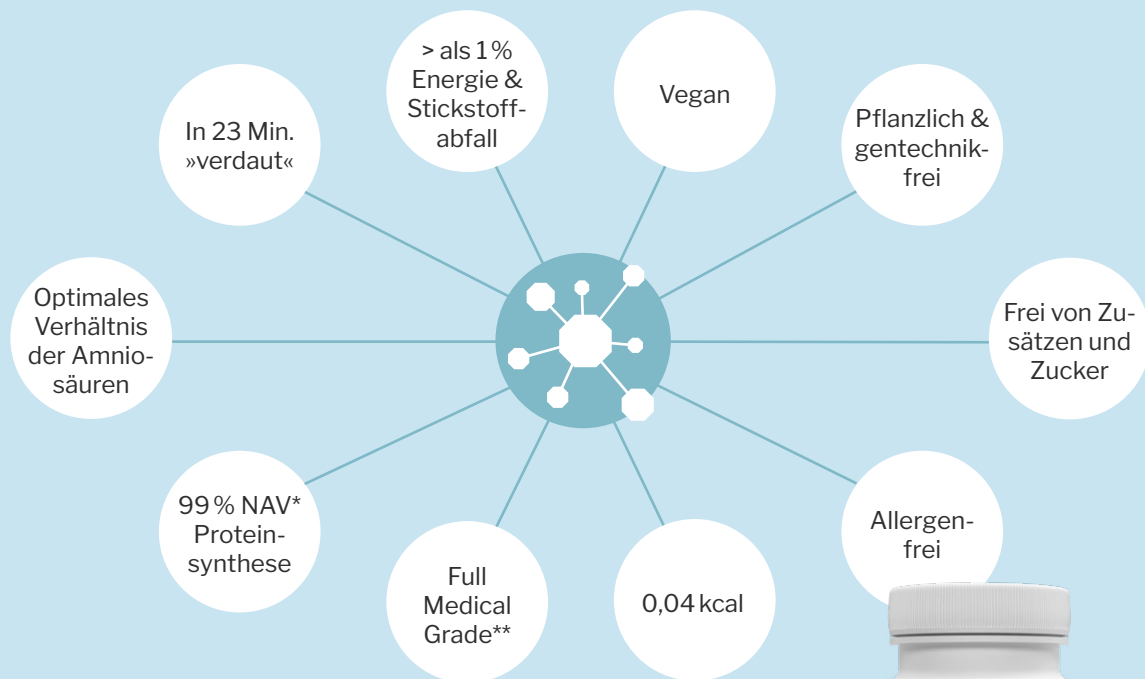 > als 1 %
Energie &
Stickstoff-
abfall
Vegan
In 23 Min.
»verdaut«
Pflanzlich &
gentechnik-
frei
Optimales
Verhältnis
der Amnio-
säuren
Frei von Zu-
sätzen und
Zucker
99 % NAV*
Protein-
synthese
Full
Medical
Grade**
0,04 kcal
Allergen-
frei